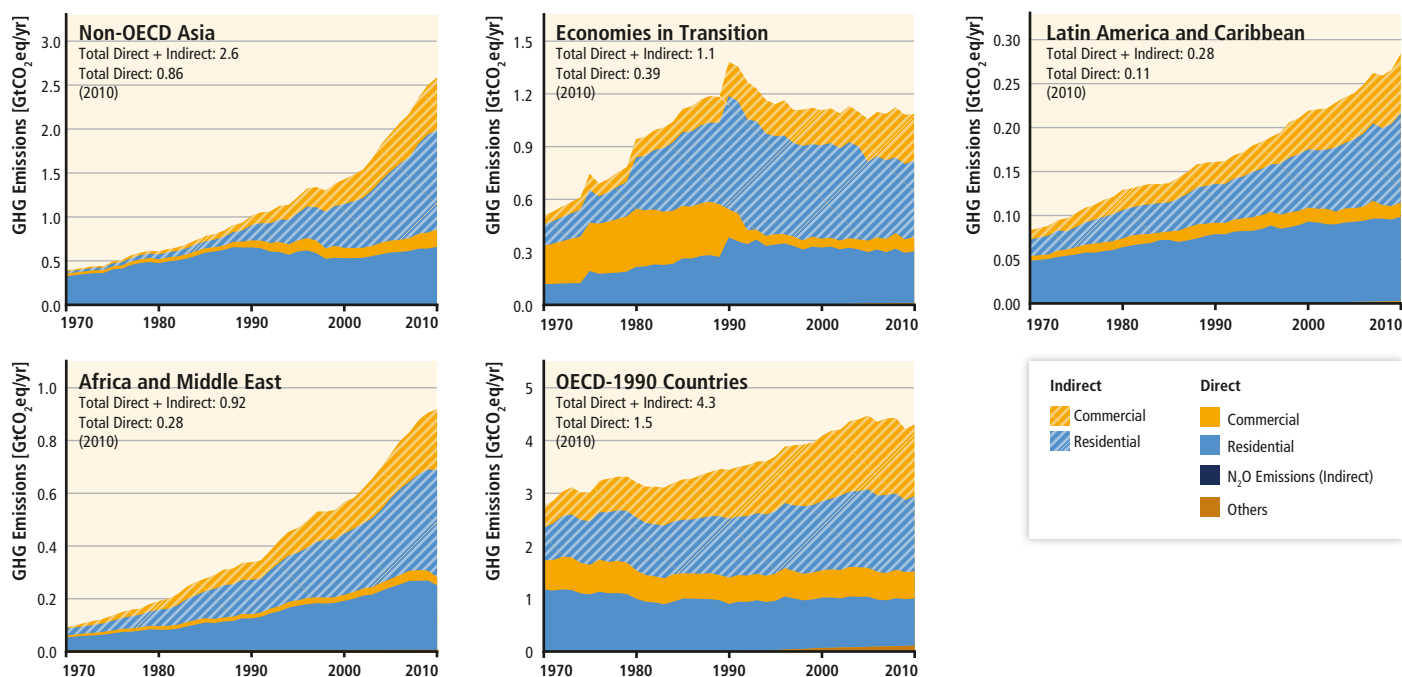 Non-OECD Asia
Total Direct + Indirect: 2.6
Total Direct: 0.86
(2010)
GHG Emissions [GtCO₂eq/yr]
3.0
2.5
2.0
1.5
1.0
0.5
0.0
1970 1980 1990 2000 2010
Economies in Transition
Total Direct + Indirect: 1.1
Total Direct: 0.39
(2010)
GHG Emissions [GtCO₂eq/yr]
1.5
1.2
0.9
0.6
0.3
0.0
1970 1980 1990 2000 2010
Latin America and Caribbean
Total Direct + Indirect: 0.28
Total Direct: 0.11
(2010)
GHG Emissions [GtCO₂eq/yr]
0.30
0.25
0.20
0.15
0.10
0.05
0.00
1970 1980 1990 2000 2010
Africa and Middle East
Total Direct + Indirect: 0.92
Total Direct: 0.28
(2010)
GHG Emissions [GtCO₂eq/yr]
1.0
0.8
0.6
0.4
0.2
0.0
1970 1980 1990 2000 2010
OECD-1990 Countries
Total Direct + Indirect: 4.3
Total Direct: 1.5
(2010)
GHG Emissions [GtCO₂eq/yr]
5
4
3
2
1
0
1970 1980 1990 2000 2010
Indirect
Commercial
Residential
Direct
Commercial
Residential
N₂O Emissions (Indirect)
Others